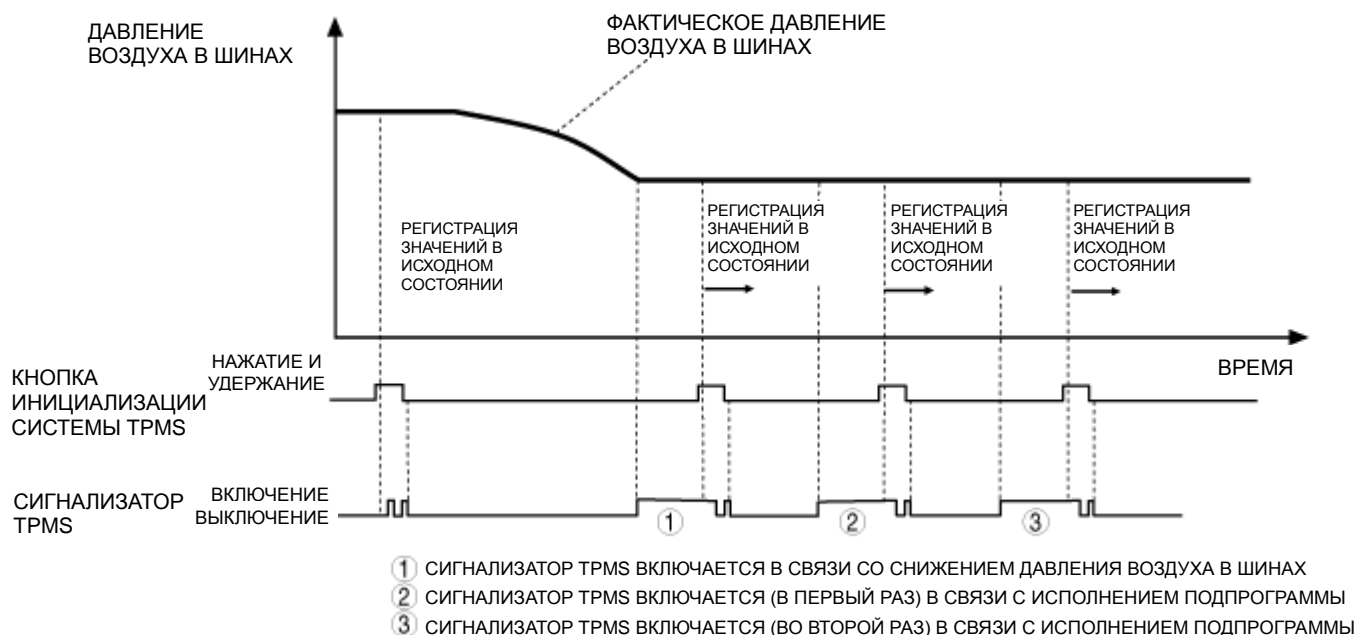 ДАВЛЕНИЕ
ВОЗДУХА В ШИНАХ
ФАКТИЧЕСКОЕ ДАВЛЕНИЕ
ВОЗДУХА В ШИНАХ
РЕГИСТРАЦИЯ
ЗНАЧЕНИЙ В
ИСХОДНОМ
СОСТОЯНИИ
РЕГИСТРАЦИЯ
ЗНАЧЕНИЙ В
ИСХОДНОМ
СОСТОЯНИИ
РЕГИСТРАЦИЯ
ЗНАЧЕНИЙ В
ИСХОДНОМ
СОСТОЯНИИ
РЕГИСТРАЦИЯ
ЗНАЧЕНИЙ В
ИСХОДНОМ
СОСТОЯНИИ
ВРЕМЯ
КНОПКА
ИНИЦИАЛИЗАЦИИ
СИСТЕМЫ TPMS
НАЖАТИЕ И
УДЕРЖАНИЕ
СИГНАЛИЗАТОР
TPMS
ВКЛЮЧЕНИЕ
ВЫКЛЮЧЕНИЕ
① ② ③
① СИГНАЛИЗАТОР TPMS ВКЛЮЧАЕТСЯ В СВЯЗИ СО СНИЖЕНИЕМ ДАВЛЕНИЯ ВОЗДУХА В ШИНАХ
② СИГНАЛИЗАТОР TPMS ВКЛЮЧАЕТСЯ (В ПЕРВЫЙ РАЗ) В СВЯЗИ С ИСПОЛНЕНИЕМ ПОДПРОГРАММЫ
③ СИГНАЛИЗАТОР TPMS ВКЛЮЧАЕТСЯ (ВО ВТОРОЙ РАЗ) В СВЯЗИ С ИСПОЛНЕНИЕМ ПОДПРОГРАММЫ